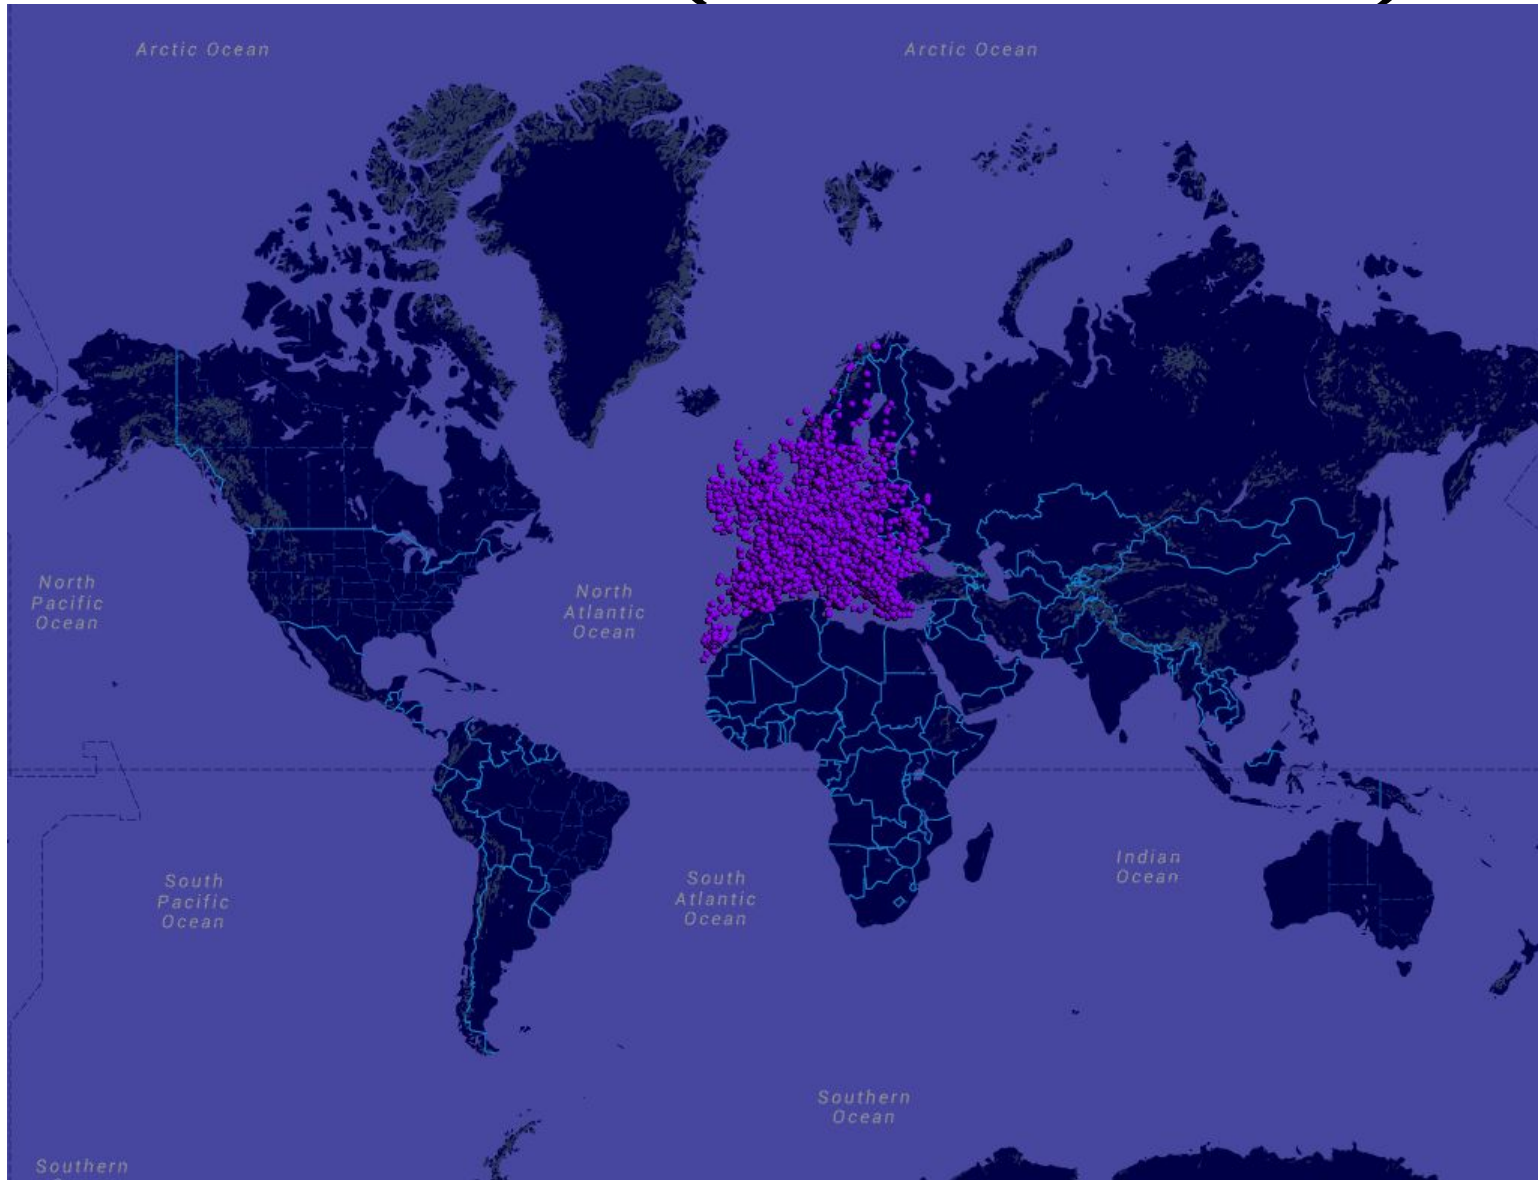 Arctic Ocean
Arctic Ocean
North
Pacific
Ocean
North
Atlantic
Ocean
South
Pacific
Ocean
South
Atlantic
Ocean
Indian
Ocean
Southern
Ocean
Southern